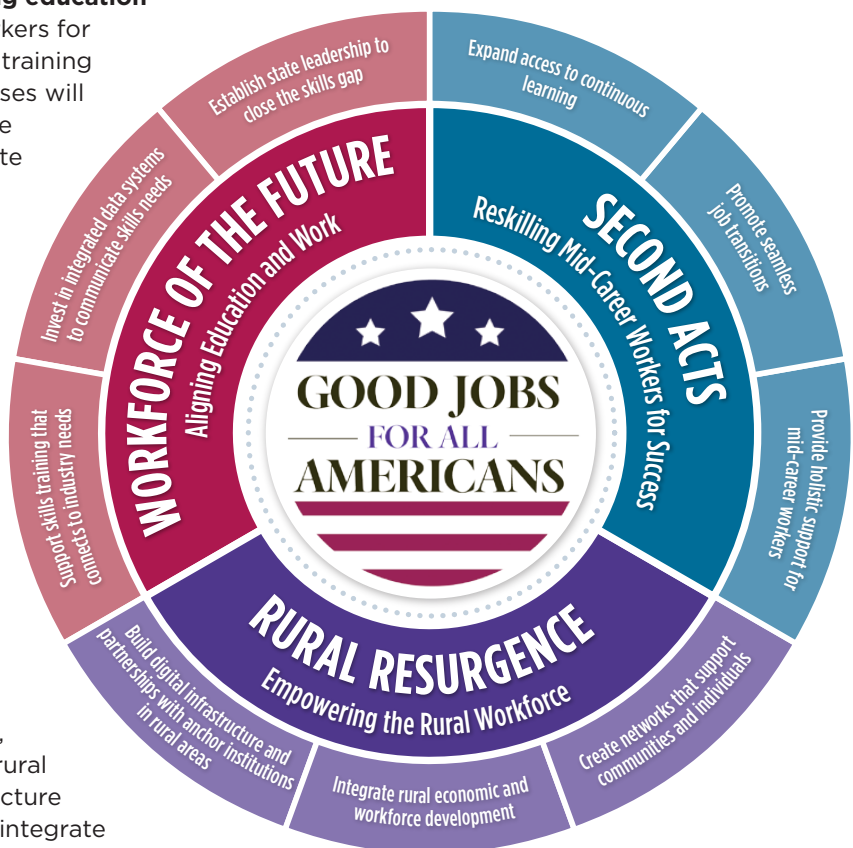 g education
kers for
training
ses will
e
te
Establish state leadership to
close the skills gap
Expand access to continuous
learning
Promote seamless
job transitions
Provide holistic support for
mid-career workers
Create networks that support
communities and individuals
Integrate rural economic and
workforce development
Build digital infrastructure and
partnerships with anchor institutions
in rural areas
Support skills training that
connects to industry needs
Invest in integrated data systems
to communicate skills needs
WORKFORCE OF THE FUTURE
Aligning Education and Work
SECOND ACTS
Reskilling Mid-Career Workers for Success
RURAL RESURGENCE
Empowering the Rural Workforce
GOOD JOBS
FOR ALL
AMERICANS
,
rural
cture
integrate